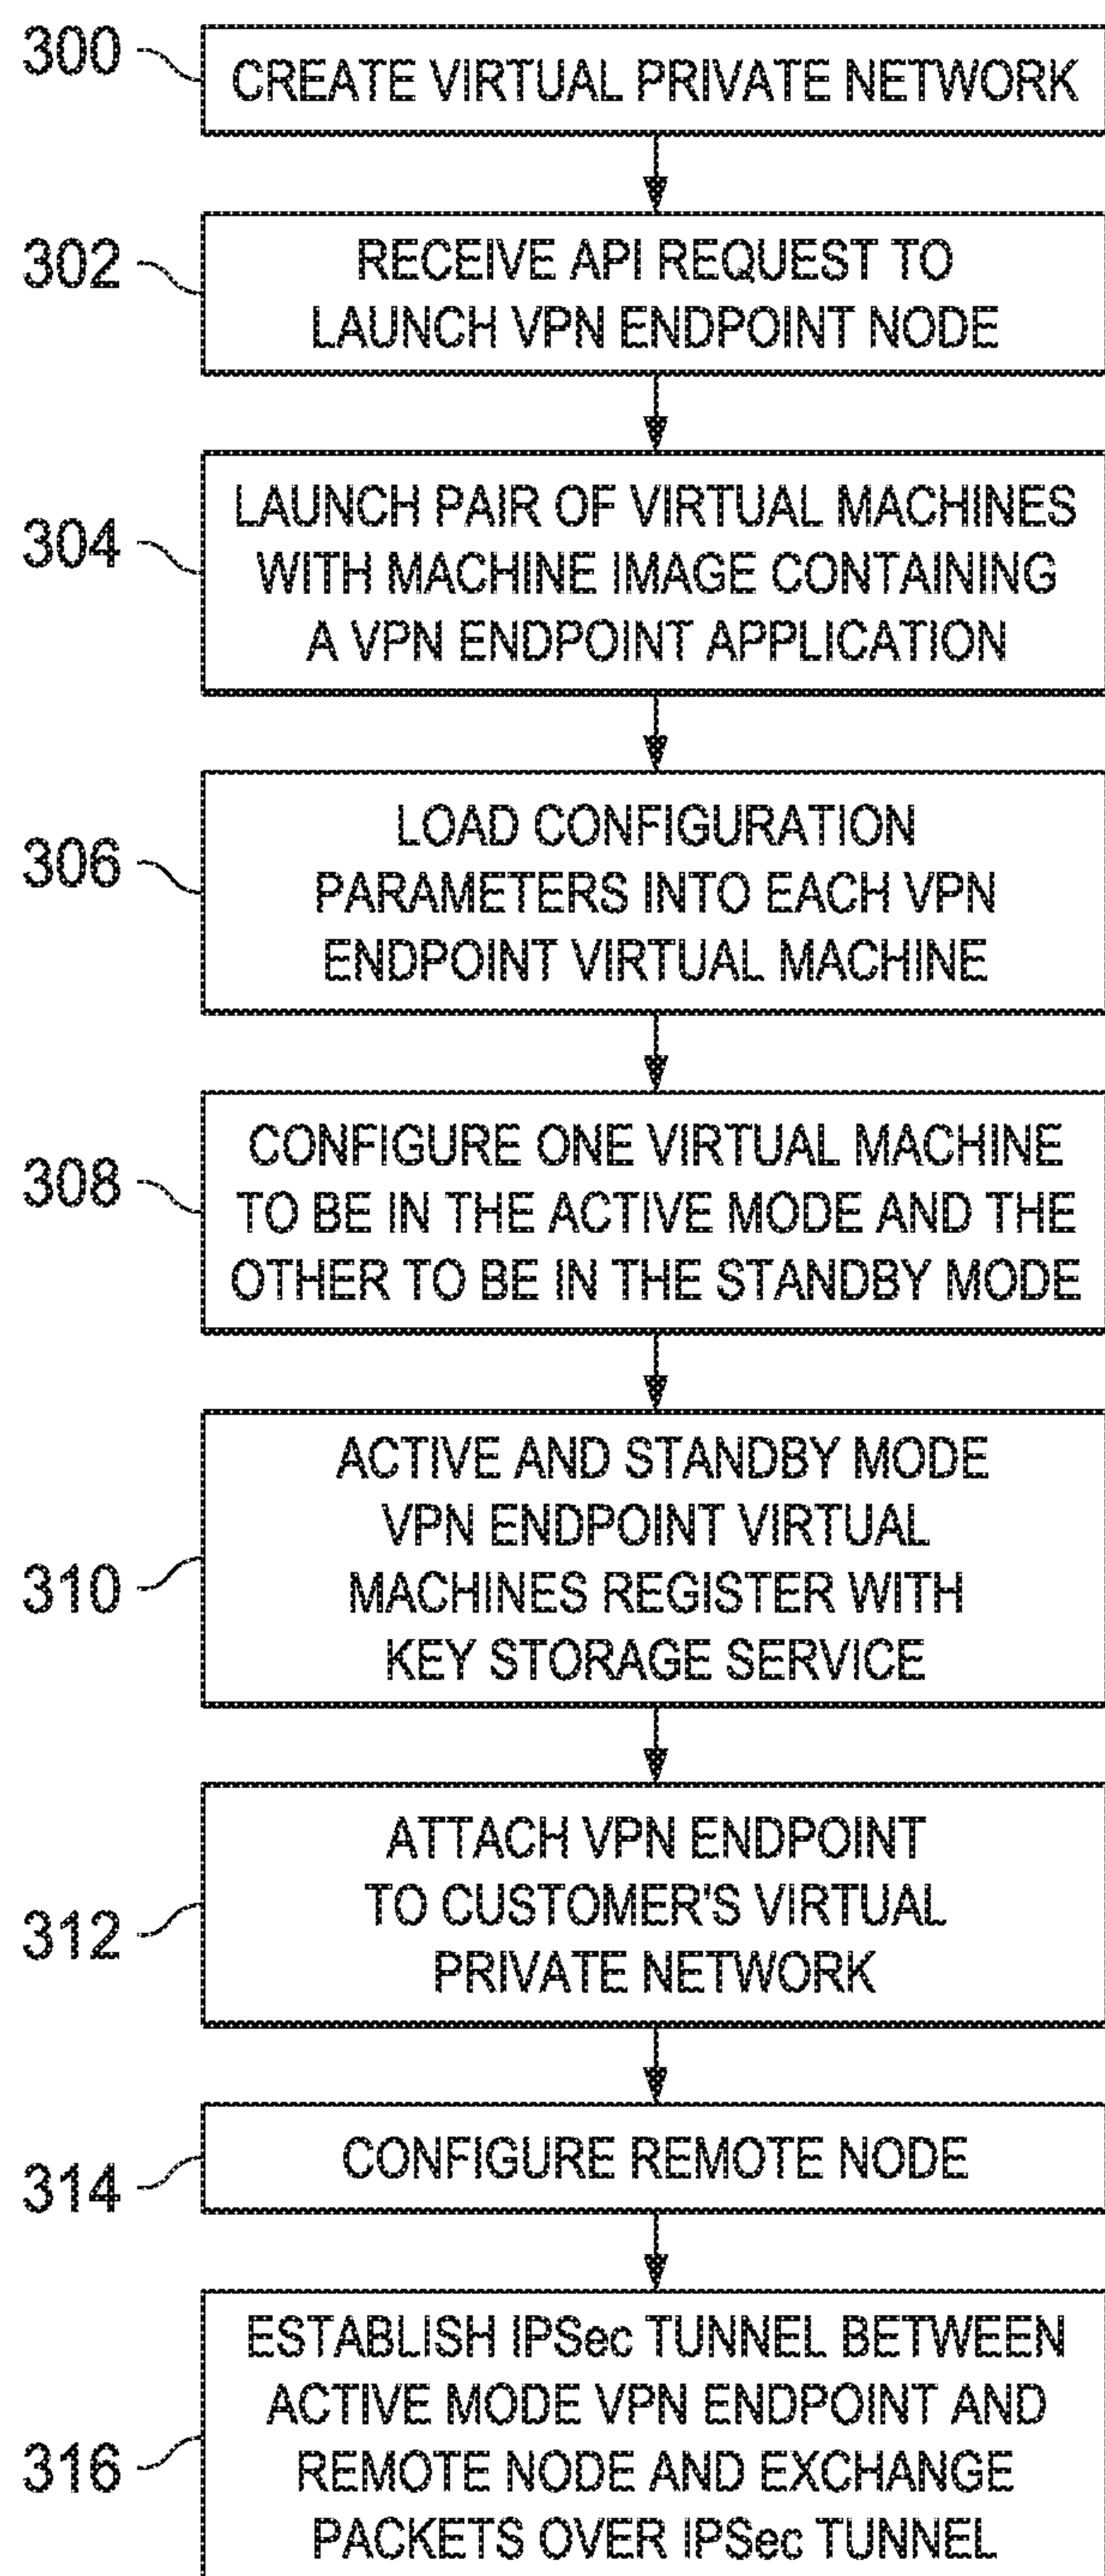 300
CREATE VIRTUAL PRIVATE NETWORK
302
RECEIVE API REQUEST TO
LAUNCH VPN ENDPOINT NODE
304
LAUNCH PAIR OF VIRTUAL MACHINES
WITH MACHINE IMAGE CONTAINING
A VPN ENDPOINT APPLICATION
306
LOAD CONFIGURATION
PARAMETERS INTO EACH VPN
ENDPOINT VIRTUAL MACHINE
308
CONFIGURE ONE VIRTUAL MACHINE
TO BE IN THE ACTIVE MODE AND THE
OTHER TO BE IN THE STANDBY MODE
310
ACTIVE AND STANDBY MODE
VPN ENDPOINT VIRTUAL
MACHINES REGISTER WITH
KEY STORAGE SERVICE
312
ATTACH VPN ENDPOINT
TO CUSTOMER'S VIRTUAL
PRIVATE NETWORK
314
CONFIGURE REMOTE NODE
316
ESTABLISH IPSec TUNNEL BETWEEN
ACTIVE MODE VPN ENDPOINT AND
REMOTE NODE AND EXCHANGE
PACKETS OVER IPSec TUNNEL